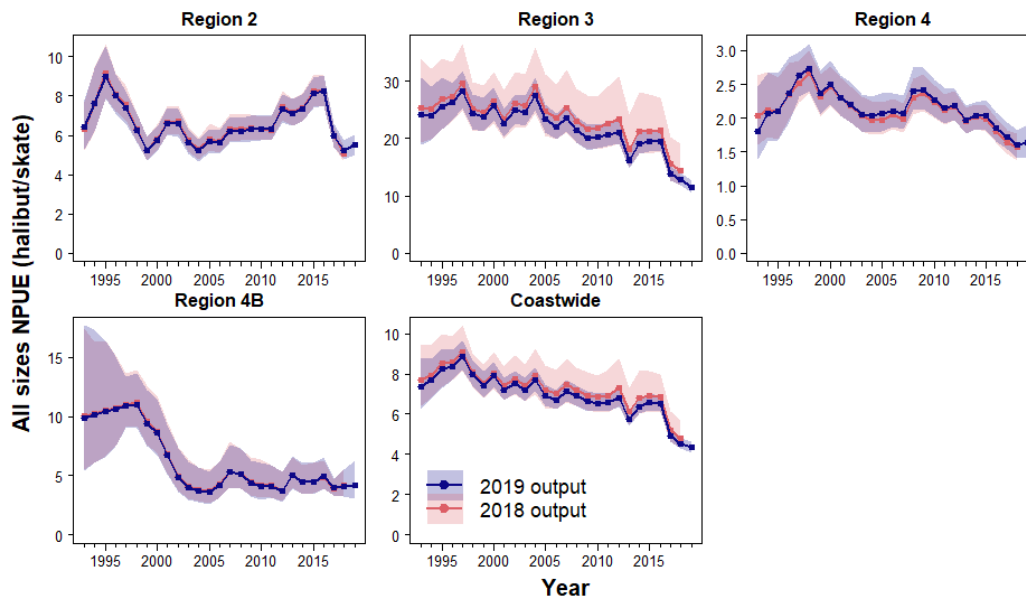 Region 2
Region 3
Region 4
All sizes NPUE (halibut/skate)
10
8
6
4
2
0
1995 2000 2005 2010 2015
30
20
10
0
1995 2000 2005 2010 2015
3.0
2.5
2.0
1.5
1.0
0.5
0.0
1995 2000 2005 2010 2015
Region 4B
Coastwide
15
10
5
0
1995 2000 2005 2010 2015
10
8
6
4
2
0
1995 2000 2005 2010 2015
2019 output
2018 output
Year